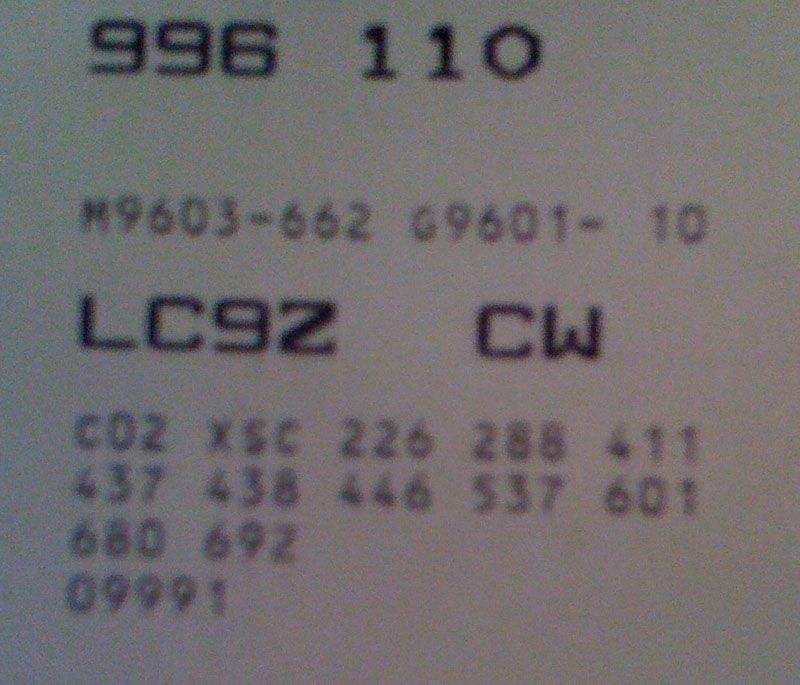 996 110
M9603-662 G9601- 10
LC9Z CW
C02 XSC 226 288 411
437 438 446 537 601
680 692
09991